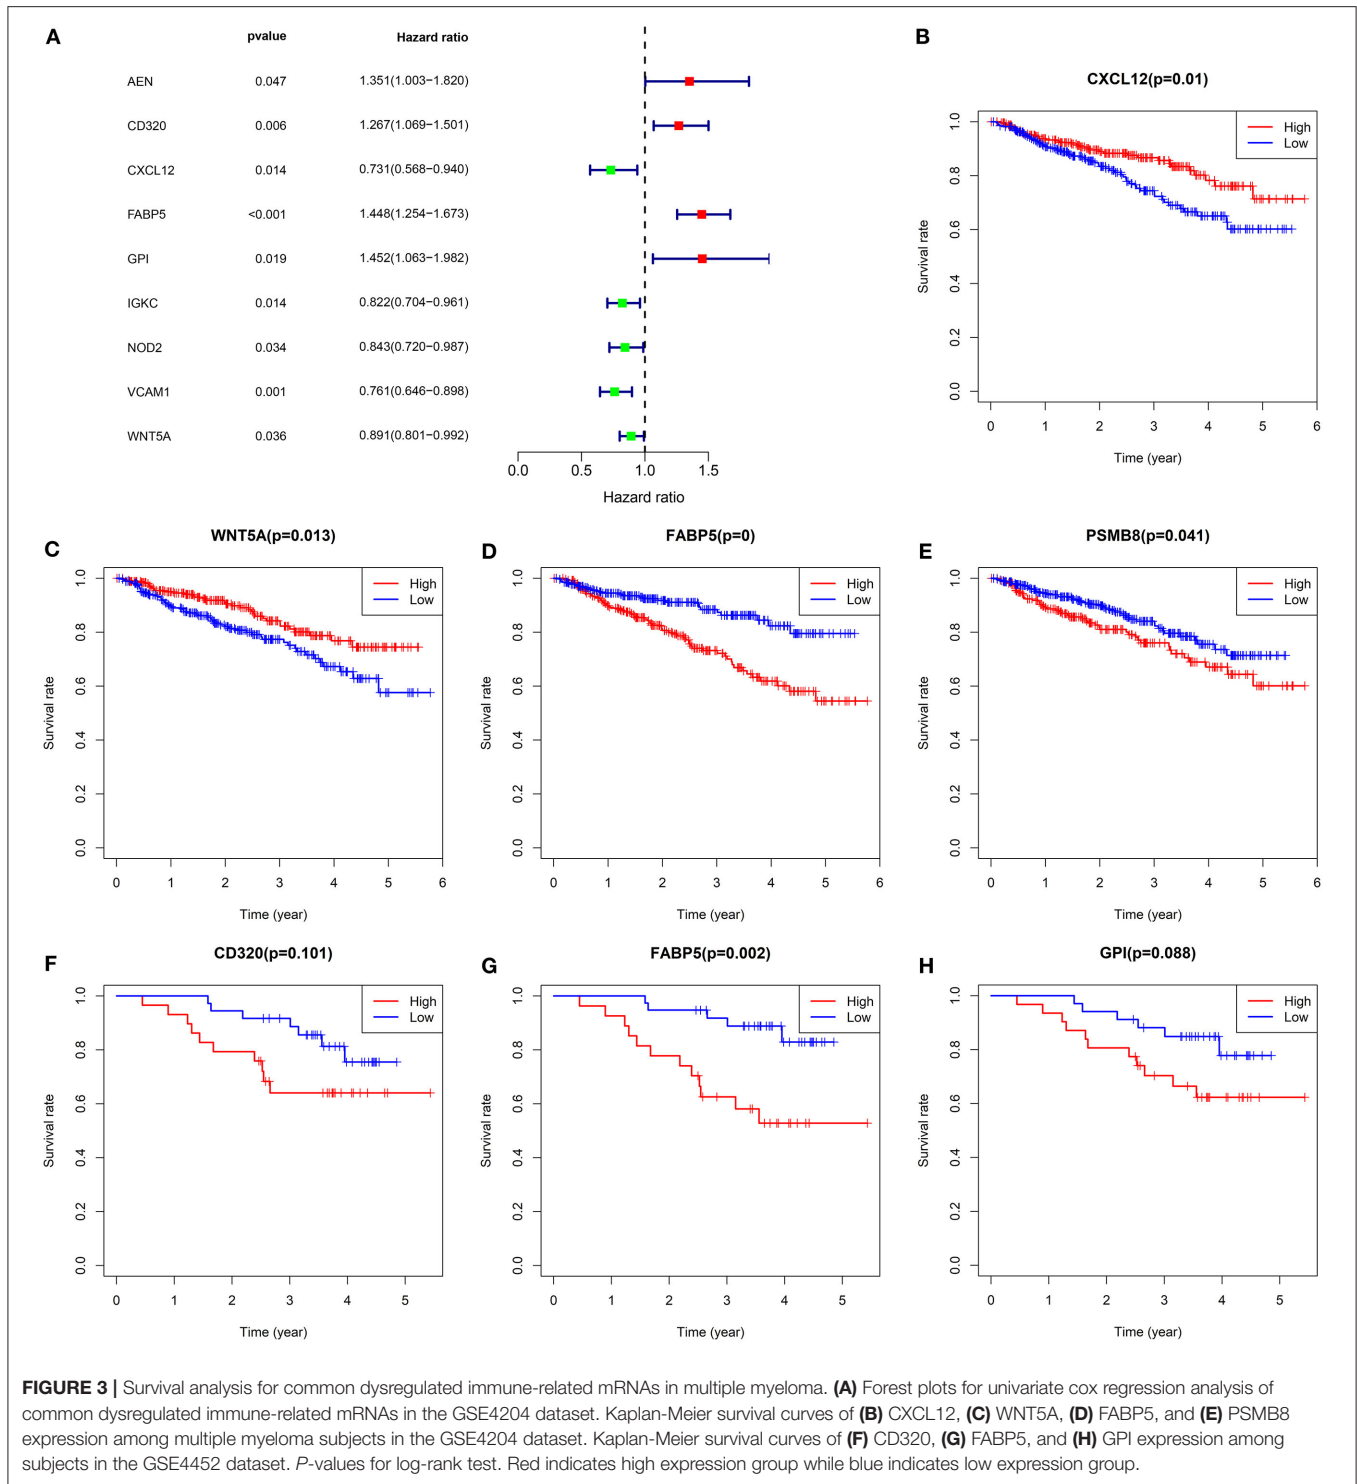 A
pvalue Hazard ratio
AEN 0.047 1.351(1.003−1.820)
CD320 0.006 1.267(1.069−1.501)
CXCL12 0.014 0.731(0.568−0.940)
FABP5 <0.001 1.448(1.254−1.673)
GPI 0.019 1.452(1.063−1.982)
IGKC 0.014 0.822(0.704−0.961)
NOD2 0.034 0.843(0.720−0.987)
VCAM1 0.001 0.761(0.646−0.898)
WNT5A 0.036 0.891(0.801−0.992)
0.0 0.5 1.0 1.5
Hazard ratio
B
CXCL12(p=0.01)
High
Low
Survival rate
1.0
0.8
0.6
0.4
0.2
0.0
0 1 2 3 4 5 6
Time (year)
C
WNT5A(p=0.013)
High
Low
Survival rate
1.0
0.8
0.6
0.4
0.2
0.0
0 1 2 3 4 5 6
Time (year)
D
FABP5(p=0)
High
Low
Survival rate
1.0
0.8
0.6
0.4
0.2
0.0
0 1 2 3 4 5 6
Time (year)
E
PSMB8(p=0.041)
High
Low
Survival rate
1.0
0.8
0.6
0.4
0.2
0.0
0 1 2 3 4 5 6
Time (year)
F
CD320(p=0.101)
High
Low
Survival rate
1.0
0.8
0.6
0.4
0.2
0.0
0 1 2 3 4 5
Time (year)
G
FABP5(p=0.002)
High
Low
Survival rate
1.0
0.8
0.6
0.4
0.2
0.0
0 1 2 3 4 5
Time (year)
H
GPI(p=0.088)
High
Low
Survival rate
1.0
0.8
0.6
0.4
0.2
0.0
0 1 2 3 4 5
Time (year)
FIGURE 3 | Survival analysis for common dysregulated immune-related mRNAs in multiple myeloma. (A) Forest plots for univariate cox regression analysis of
common dysregulated immune-related mRNAs in the GSE4204 dataset. Kaplan-Meier survival curves of (B) CXCL12, (C) WNT5A, (D) FABP5, and (E) PSMB8
expression among multiple myeloma subjects in the GSE4204 dataset. Kaplan-Meier survival curves of (F) CD320, (G) FABP5, and (H) GPI expression among
subjects in the GSE4452 dataset. P-values for log-rank test. Red indicates high expression group while blue indicates low expression group.